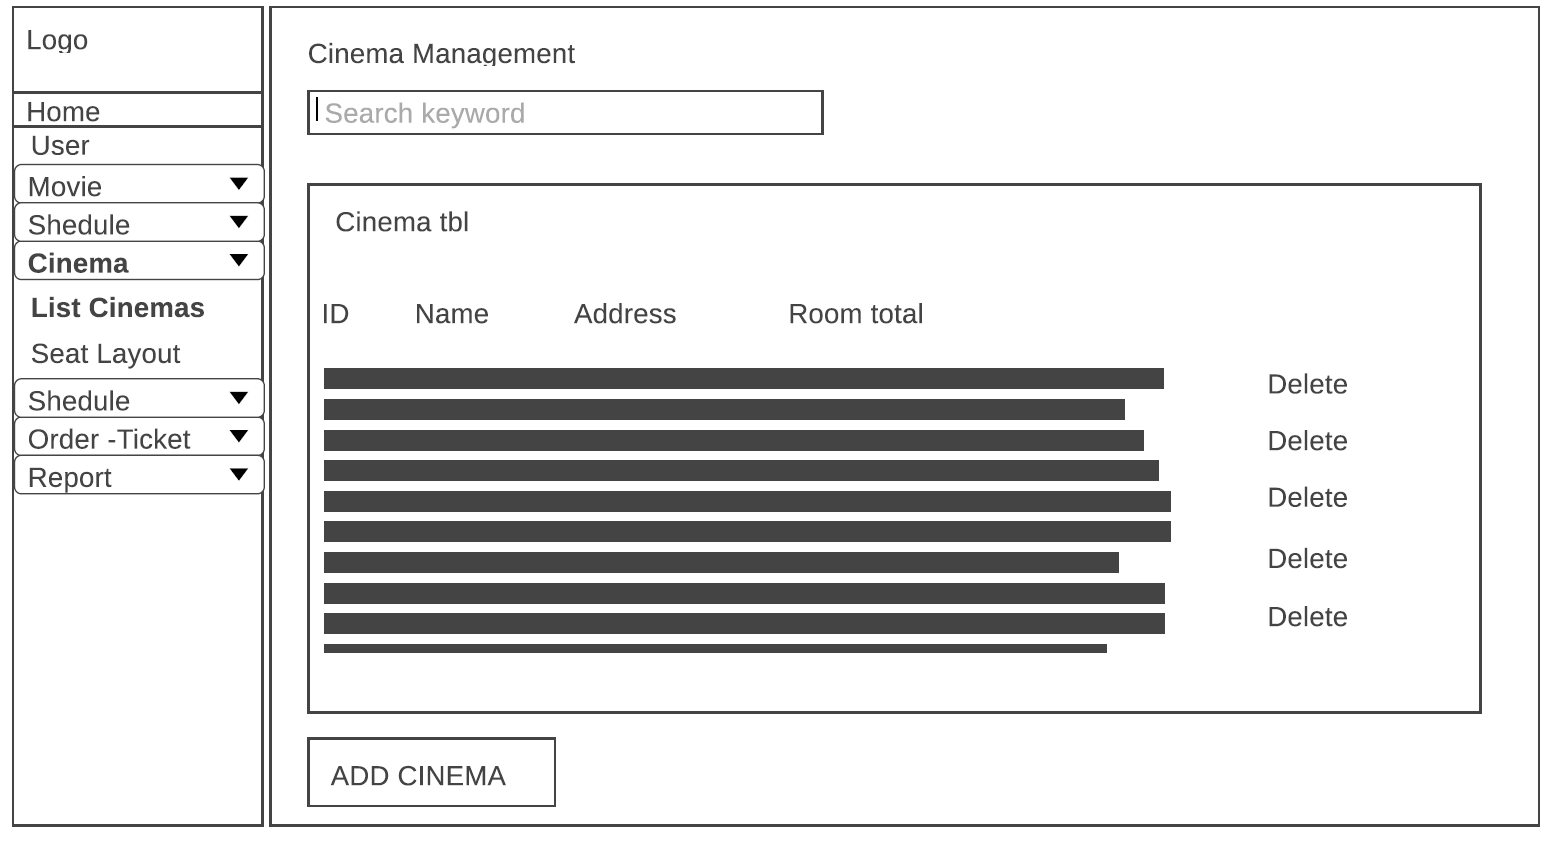 Logo
Home
User
Movie
Shedule
Cinema
List Cinemas
Seat Layout
Shedule
Order -Ticket
Report
Cinema Management
Search keyword
Cinema tbl
ID Name Address Room total
Delete
Delete
Delete
Delete
Delete
ADD CINEMA